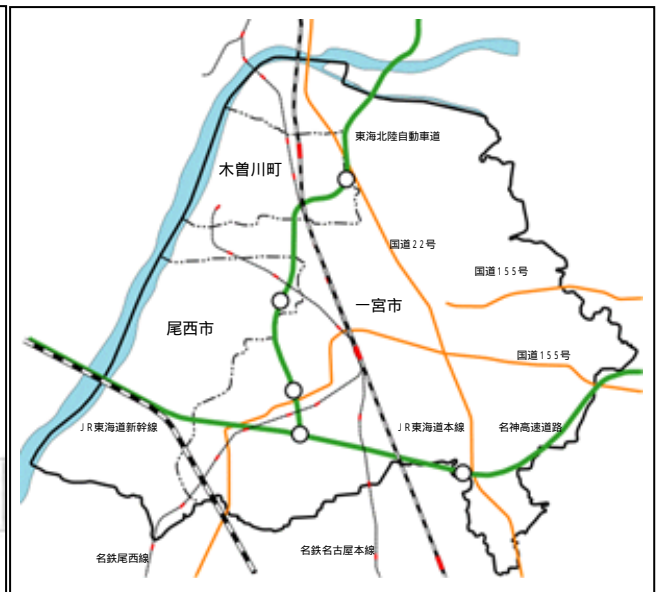 東海北陸自動車道
木曽川町
国道22号
国道155号
一宮市
尾西市
国道155号
JR東海道新幹線
JR東海道本線
名神高速道路
名鉄尾西線
名鉄名古屋本線